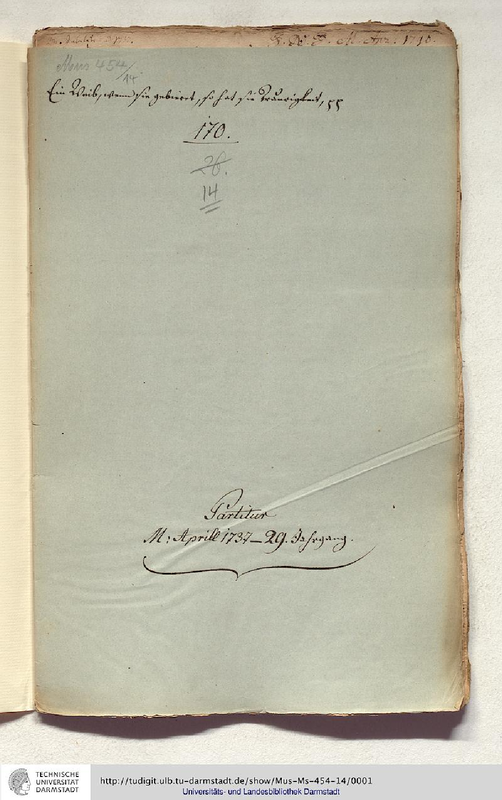 Mus 454/14
Ein Weib, wenn sie gebieret, so hat sie Traurigkeit,
170.
28.
14
Partitur
M: Aprill 1737 — 29. Jahrgang.
TECHNISCHE
UNIVERSITÄT
DARMSTADT
http://tudigit.ulb.tu-darmstadt.de/show/Mus-Ms-454-14/0001
Universitäts- und Landesbibliothek Darmstadt